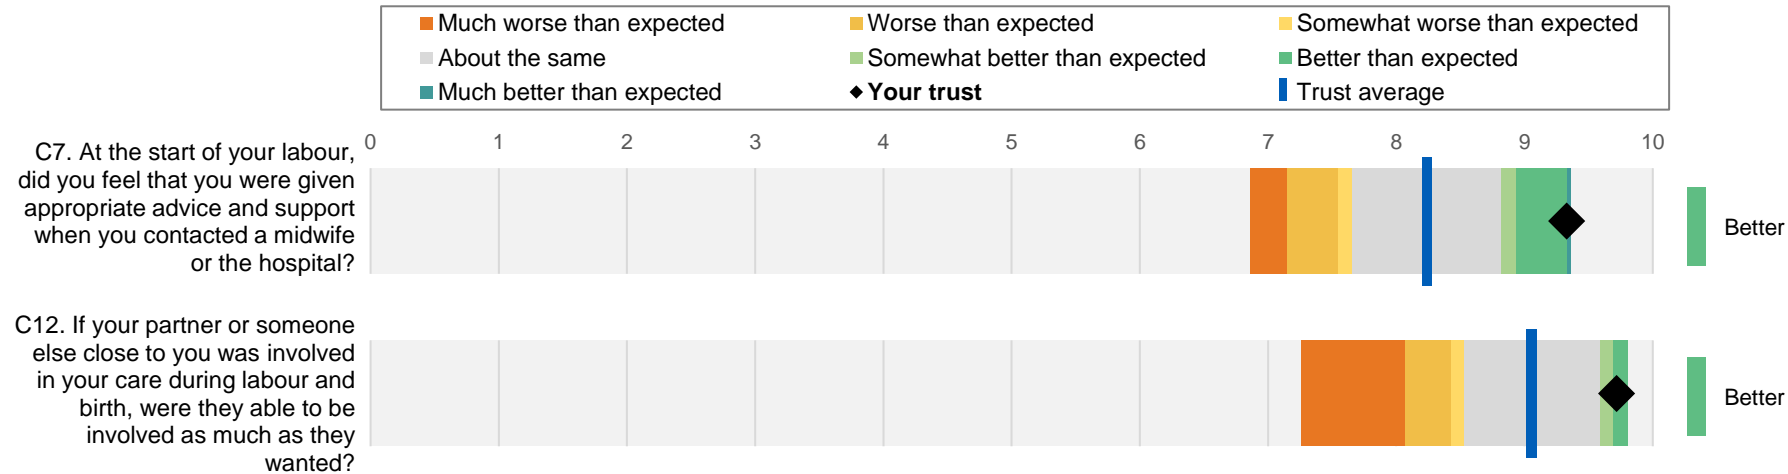 Much worse than expected
Worse than expected
Somewhat worse than expected
About the same
Somewhat better than expected
Better than expected
Much better than expected
Your trust
Trust average
0 1 2 3 4 5 6 7 8 9 10
C7. At the start of your labour,
did you feel that you were given
appropriate advice and support
when you contacted a midwife
or the hospital?
Better
C12. If your partner or someone
else close to you was involved
in your care during labour and
birth, were they able to be
involved as much as they
wanted?
Better